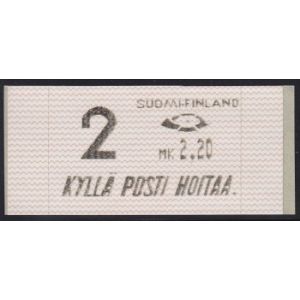 SUOMI-FINLAND
2
MK 2.20
KYLLÄ POSTI HOITAA.